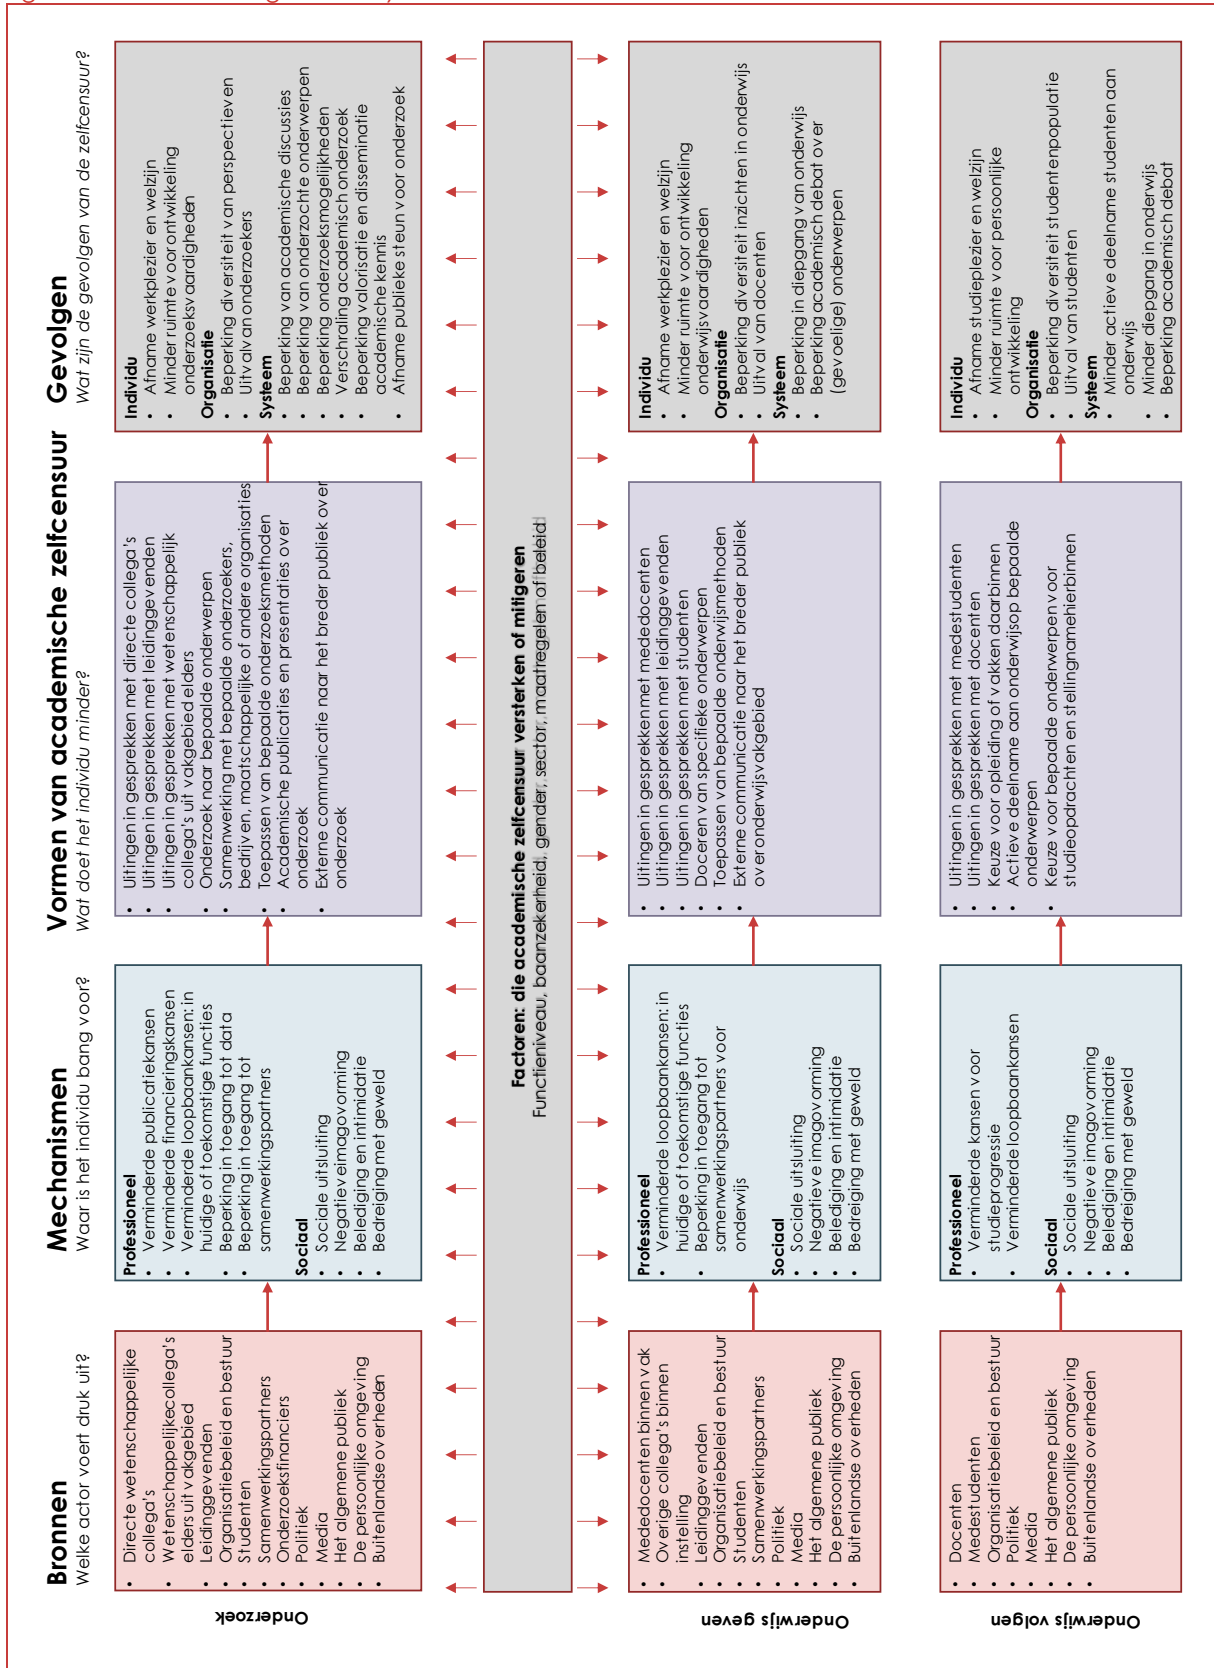 Bronnen
Welke actor voert druk uit?
Mechanismen
Waar is het individu bang voor?
Vormen van academische zelfcensuur
Wat doet het individu minder?
Gevolgen
Wat zijn de gevolgen van de zelfcensuur?
Onderzoek
• Directe wetenschappelijke
collega's
• Wetenschappelijke collega's
elders uit vakgebied
• Leidinggevenden
• Organisatiebeleid en bestuur
• Studenten
• Samenwerkingspartners
• Onderzoksfinanciers
• Politiek
• Media
• Het algemene publiek
• De persoonlijke omgeving
• Buitenlandse overheden
Professioneel
• Verminderde publicatiekansen
• Verminderde financieringskansen
• Verminderde loopbaankansen: in
huidige of toekomstige functies
• Beperking in toegang tot data
• Beperking in toegang tot
samenwerkingspartners
Sociaal
• Sociale uitsluiting
• Negatieve imagovorming
• Belediging en intimidatie
• Bedreiging met geweld
• Uitingen in gesprekken met directe collega's
• Uitingen in gesprekken met leidinggevenden
• Uitingen in gesprekken met wetenschappelijk
collega's uit vakgebied elders
• Onderzoek naar bepaalde onderwerpen
• Samenwerking met bepaalde onderzoekers,
bedrijven, maatschappelijke of andere organisaties
• Toepassen van bepaalde onderzoeksmethoden
• Academische publicaties en presentaties over
onderzoek
• Externe communicatie naar het breder publiek over
onderzoek
Individu
• Afname werkplezier en welzijn
• Minder ruimte voor ontwikkeling
onderzoeksvaardigheden
Organisatie
• Beperking diversiteit van perspectieven
• Uitval van onderzoekers
Systeem
• Beperking van academische discussies
• Beperking van onderzochte onderwerpen
• Beperking onderzoeksmogelijkheden
• Verschraling academisch onderzoek
• Beperking valorisatie en disseminatie
academische kennis
• Afname publieke steun voor onderzoek
Factoren: die academische zelfcensuur versterken of mitigeren
Functieniveau, baanzekerheid, gender, sector, maatregelen of beleid
Onderwijs geven
• Mededocenten binnen vak
• Overige collega's binnen
instelling
• Leidinggevenden
• Organisatiebeleid en bestuur
• Studenten
• Samenwerkingspartners
• Politiek
• Media
• Het algemene publiek
• De persoonlijke omgeving
• Buitenlandse overheden
Professioneel
• Verminderde loopbaankansen: in
huidige of toekomstige functies
• Beperking in toegang tot
samenwerkingspartners voor
onderwijs
Sociaal
• Sociale uitsluiting
• Negatieve imagovorming
• Belediging en intimidatie
• Bedreiging met geweld
• Uitingen in gesprekken met mededocenten
• Uitingen in gesprekken met leidinggevenden
• Uitingen in gesprekken met studenten
• Doceren van specifieke onderwerpen
• Toepassen van bepaalde onderwijsmethoden
• Externe communicatie naar het breder publiek
over onderwijsvakgebied
Individu
• Afname werkplezier en welzijn
• Minder ruimte voor ontwikkeling
onderwijsvaardigheden
Organisatie
• Beperking diversiteit inzichten in onderwijs
• Uitval van docenten
Systeem
• Beperking in diepgang van onderwijs
• Beperking academisch debat over
(gevoelige) onderwerpen
Onderwijs volgen
• Docenten
• Medestudenten
• Organisatiebeleid en bestuur
• Politiek
• Media
• Het algemene publiek
• De persoonlijke omgeving
• Buitenlandse overheden
Professioneel
• Verminderde kansen voor
studieprogressie
• Verminderde loopbaankansen
Sociaal
• Sociale uitsluiting
• Negatieve imagovorming
• Belediging en intimidatie
• Bedreiging met geweld
• Uitingen in gesprekken met medestudenten
• Uitingen in gesprekken met docenten
• Keuze voor opleiding of vakken daarbinnen
• Actieve deelname aan onderwijs op bepaalde
onderwerpen
• Keuze voor bepaalde onderwerpen voor
studieopdrachten en stellingname hierbinnen
Individu
• Afname studieplezier en welzijn
• Minder ruimte voor persoonlijke
ontwikkeling
Organisatie
• Beperking diversiteit studentenpopulatie
• Uitval van studenten
Systeem
• Minder actieve deelname studenten aan
onderwijs
• Minder diepgang in onderwijs
• Beperking academisch debat